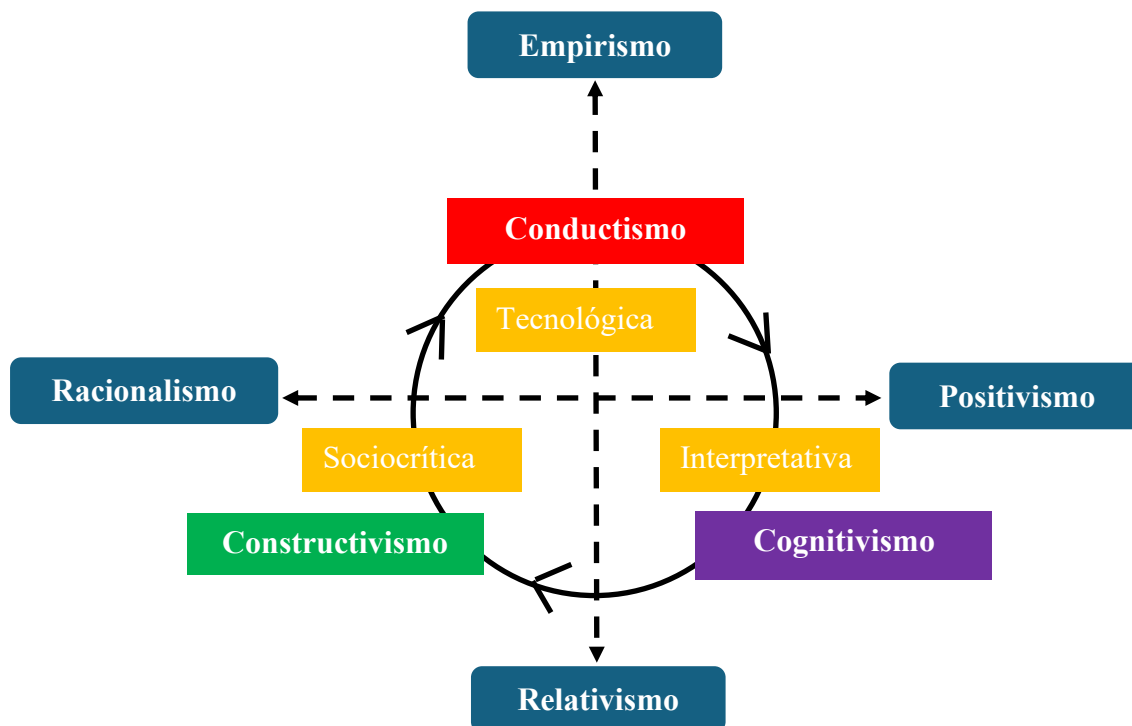 Empirismo
Conductismo
Tecnológica
Racionalismo
Positivismo
Sociocrítica
Interpretativa
Constructivismo
Cognitivismo
Relativismo